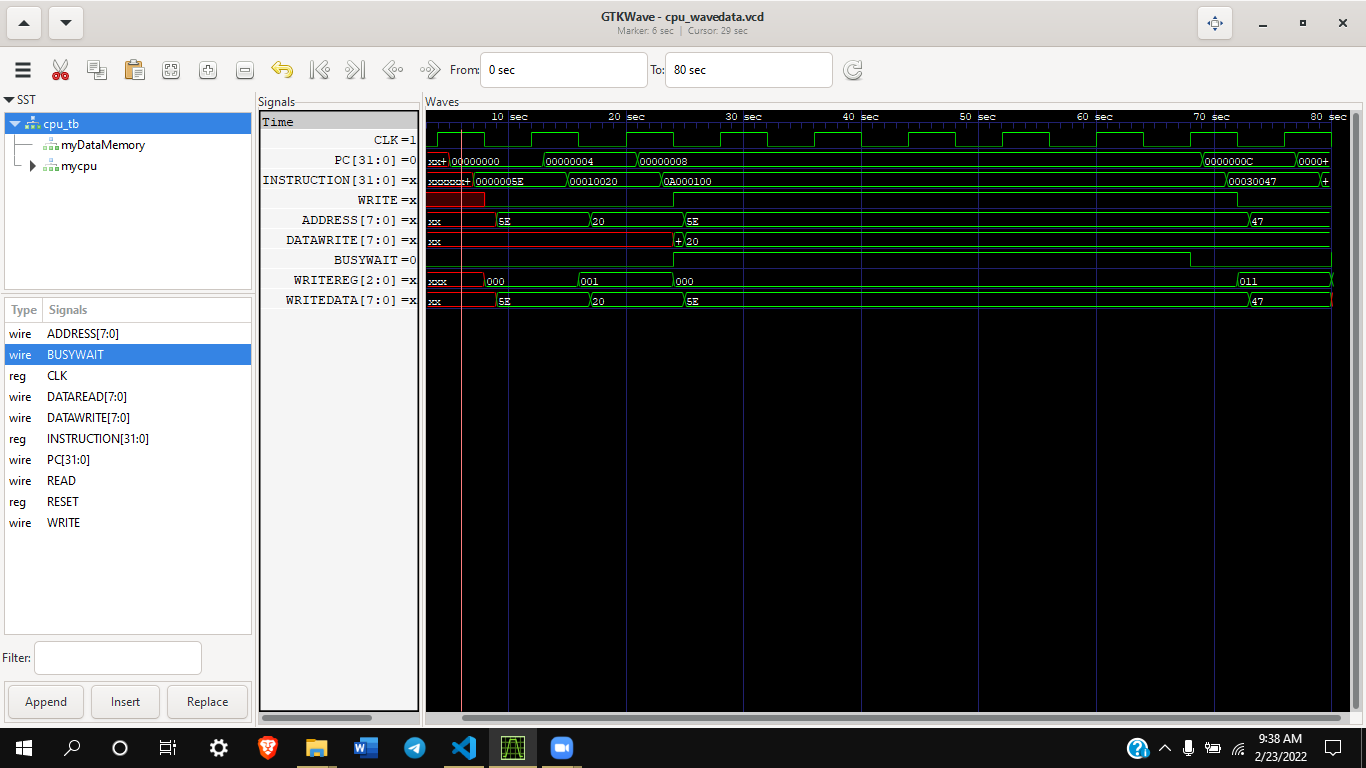 GTKWave - cpu_wavedata.vcd
Marker: 6 sec | Cursor: 29 sec
From: 0 sec To: 80 sec
SST
cpu_tb
myDataMemory
mycpu
Type Signals
wire ADDRESS[7:0]
wire BUSYWAIT
reg CLK
wire DATAREAD[7:0]
wire DATAWRITE[7:0]
reg INSTRUCTION[31:0]
wire PC[31:0]
wire READ
reg RESET
wire WRITE
Filter:
Append Insert Replace
Signals
Time
CLK =1
PC[31:0] =0
INSTRUCTION[31:0] =x
WRITE =x
ADDRESS[7:0] =x
DATAWRITE[7:0] =x
BUSYWAIT =0
WRITEREG[2:0] =x
WRITEDATA[7:0] =x
Waves
10 sec 20 sec 30 sec 40 sec 50 sec 60 sec 70 sec 80 sec
xx+ 00000000 00000004 00000008 0000000C 0000+
xxxxxx+ 0000005E 00010020 0A000100 00030047 +
xx 5E 20 5E 47
xx + 20
xxx 000 001 000 011
xx 5E 20 5E 47
9:38 AM
2/23/2022